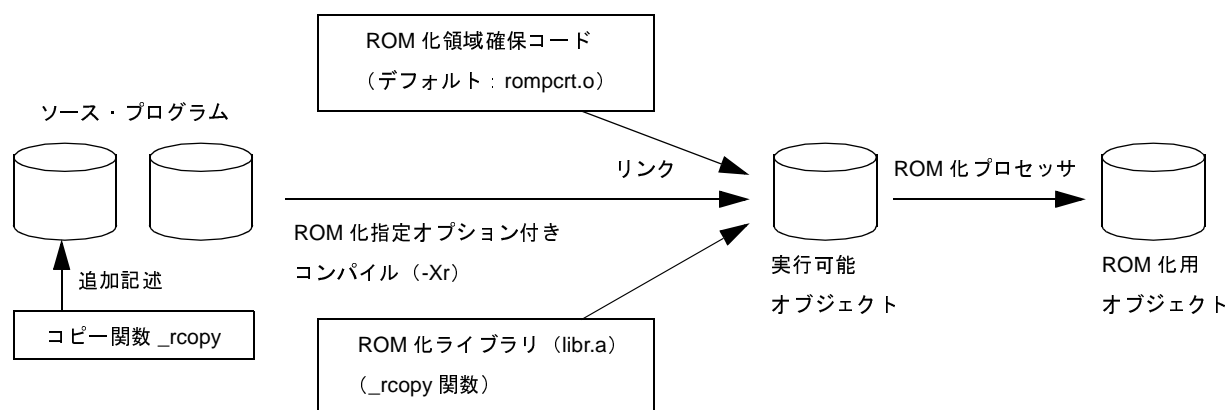 ROM 化領域確保コード
（デフォルト：rompcrt.o）
ソース・プログラム
リンク
ROM 化プロセッサ
ROM 化指定オプション付き
コンパイル（-Xr）
追加記述
コピー関数 _rcopy
実行可能
オブジェクト
ROM 化用
オブジェクト
ROM 化ライブラリ（libr.a）
（_rcopy 関数）